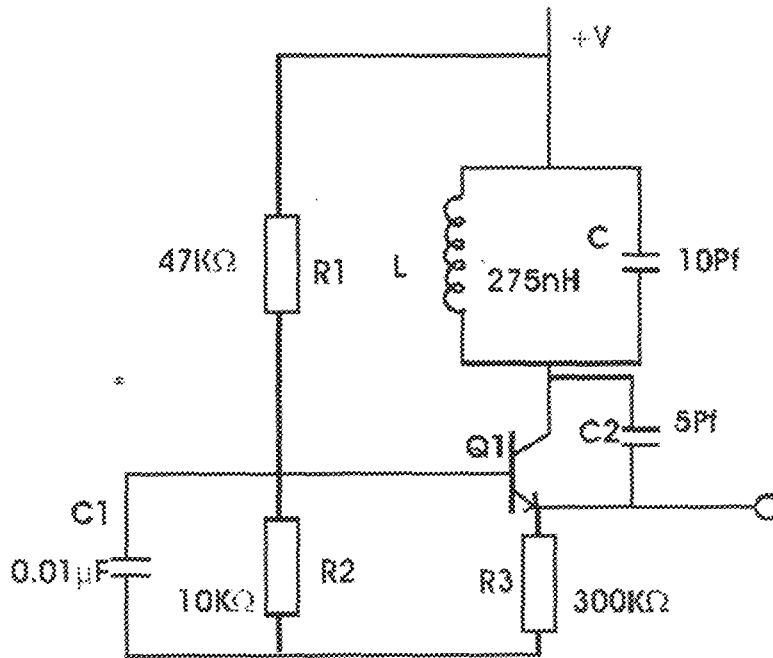 +V
47KΩ
R1
L
275nH
C
10Pf
Q1
C2
5Pf
C1
0.01μF
10KΩ
R2
R3
300KΩ